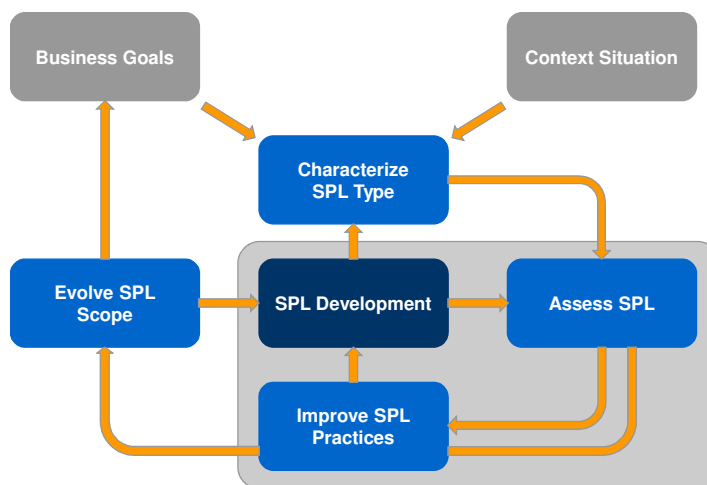 Business Goals
Context Situation
Characterize
SPL Type
Evolve SPL
Scope
SPL Development
Assess SPL
Improve SPL
Practices